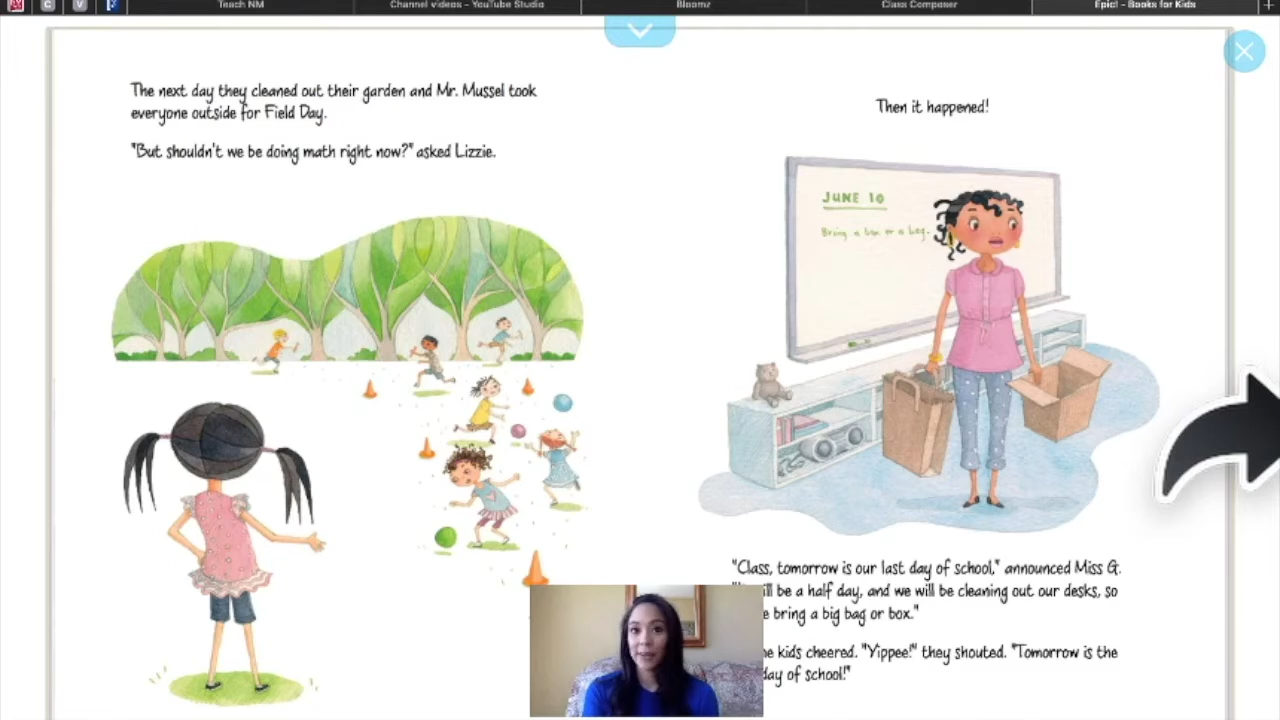 Teach NM
Channel videos - YouTube Studio
Bloomz
Class Composer
Epic! - Books for Kids
The next day they cleaned out their garden and Mr. Mussel took
everyone outside for Field Day.
"But shouldn't we be doing math right now?" asked Lizzie.
Then it happened!
JUNE 10
Bring a box or a bag.
"Class, tomorrow is our last day of school," announced Miss G.
be a half day, and we will be cleaning out our desks, so
bring a big bag or box."
kids cheered. "Yippee!" they shouted. "Tomorrow is the
day of school!"